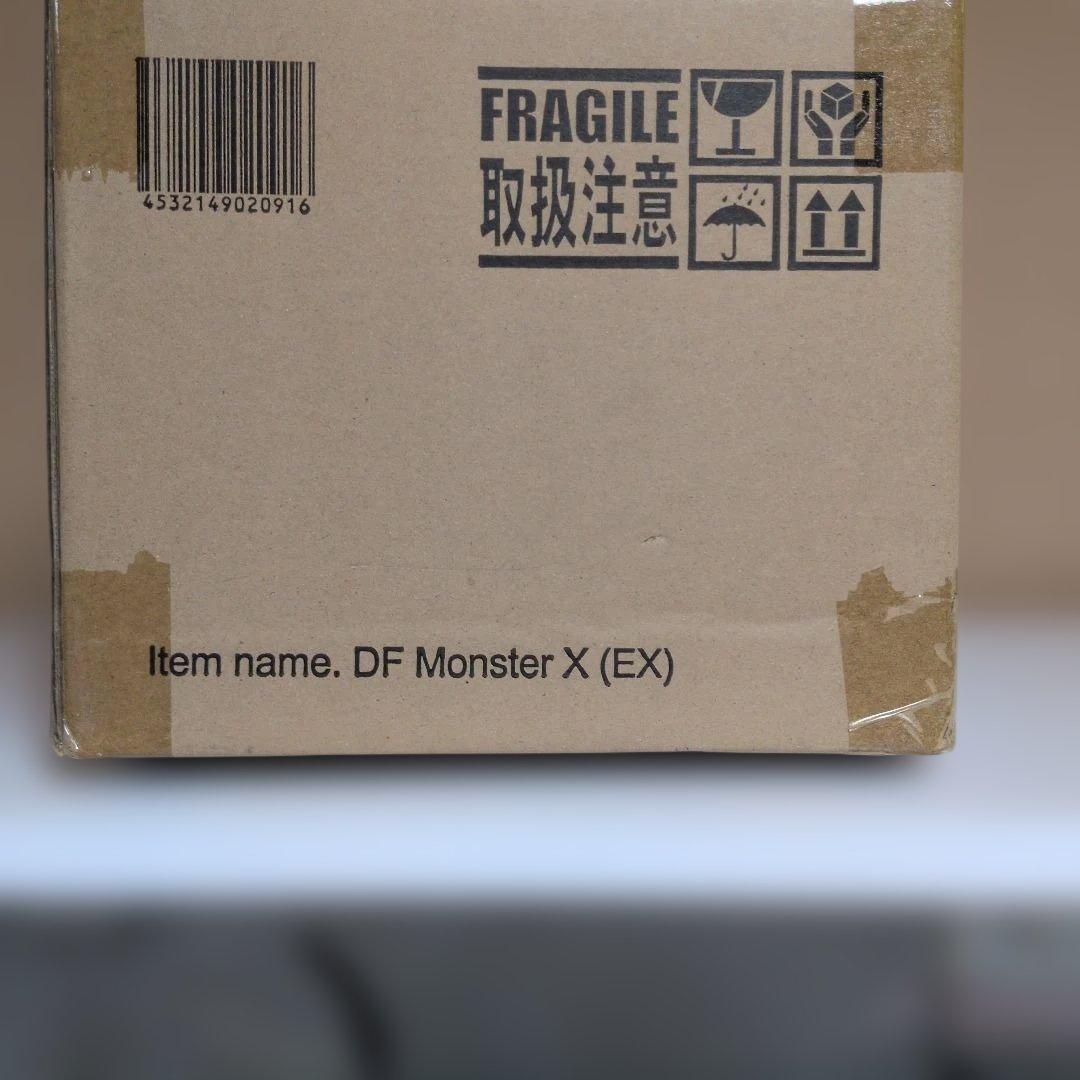 4532149020916
FRAGILE
取扱注意
Item name. DF Monster X (EX)